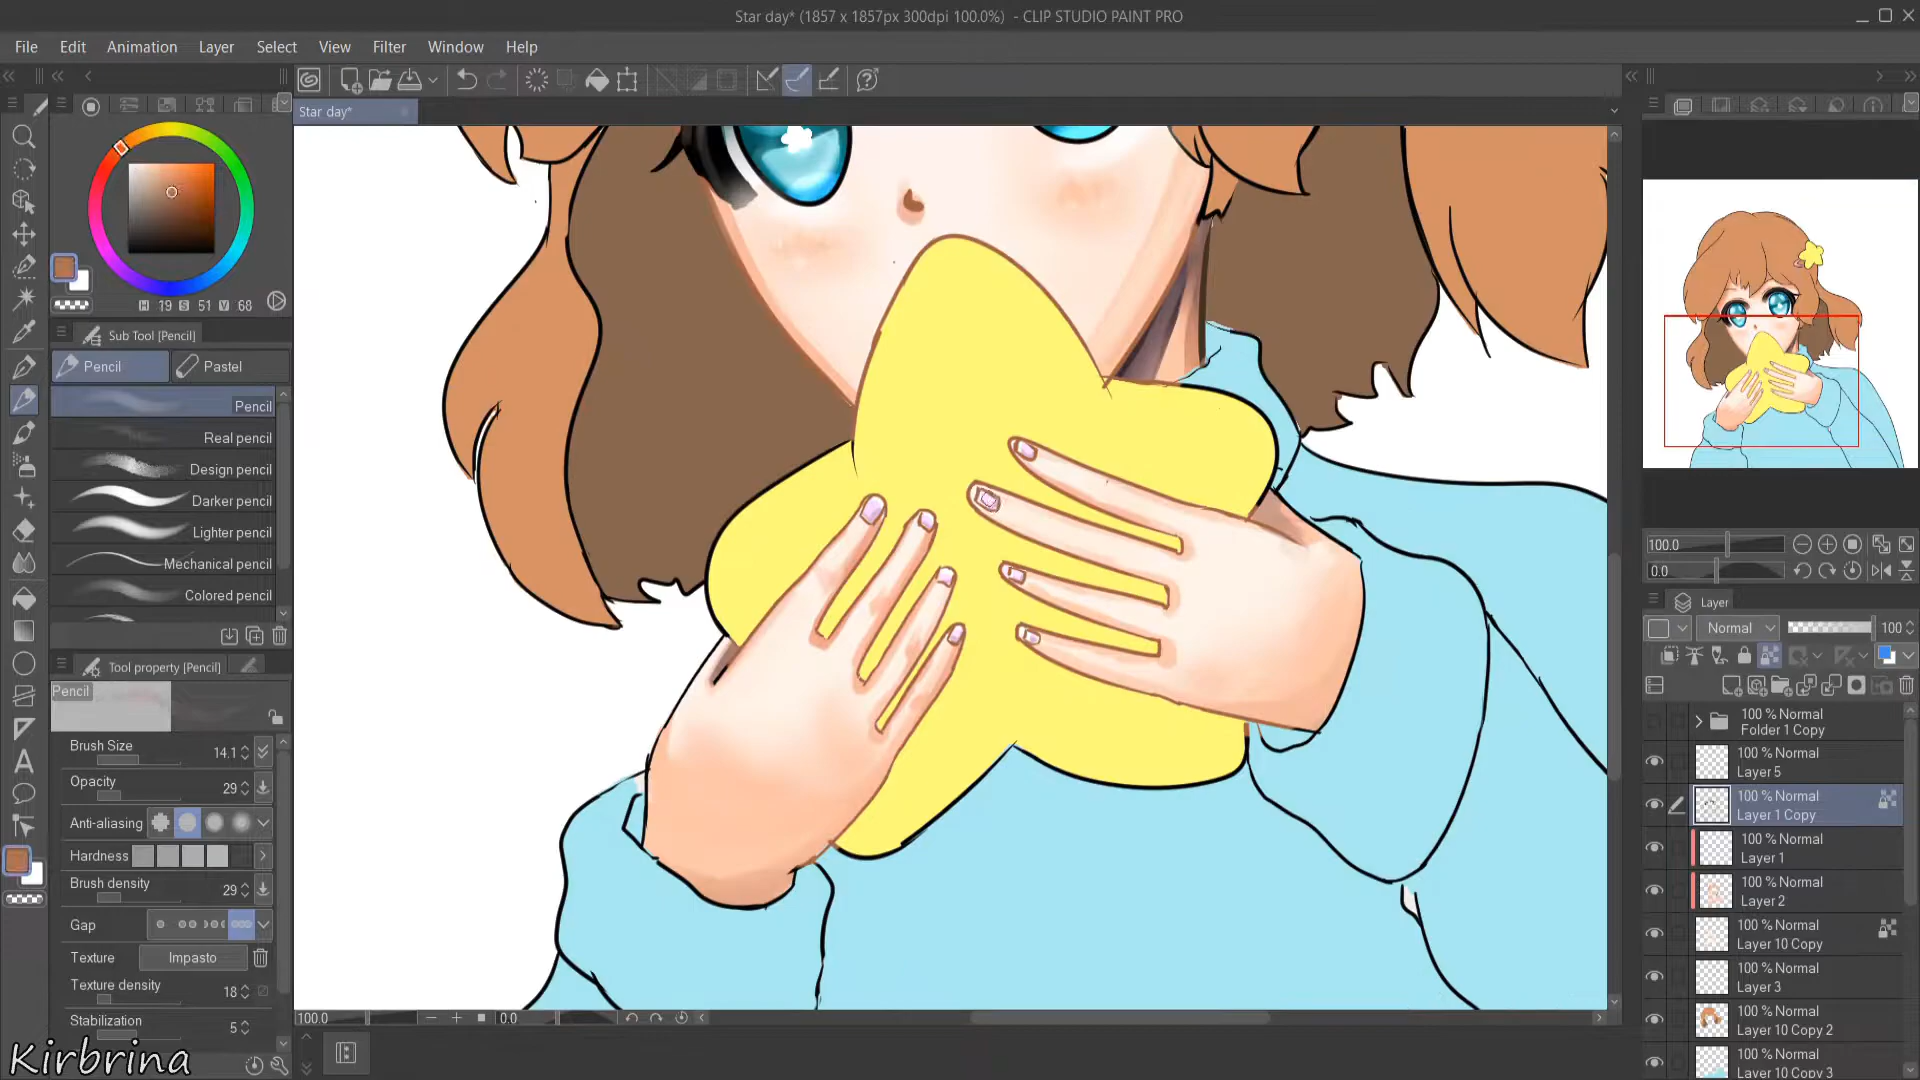 Star day* (1857 x 1857px 300dpi 100.0%) - CLIP STUDIO PAINT PRO
File Edit Animation Layer Select View Filter Window Help
Star day*
H 19 S 51 V 68
Sub Tool [Pencil]
Pencil Pastel
Pencil
Real pencil
Design pencil
Darker pencil
Lighter pencil
Mechanical pencil
Colored pencil
Tool property [Pencil]
Pencil
Brush Size 14.1
Opacity 29
Anti-aliasing
Hardness
Brush density 29
Gap
Texture Impasto
Texture density 18
Stabilization 5
Kirbrina
100.0 0.0
100.0
0.0
Layer
Normal 100
100 % Normal
Folder 1 Copy
100 % Normal
Layer 5
100 % Normal
Layer 1 Copy
100 % Normal
Layer 1
100 % Normal
Layer 2
100 % Normal
Layer 10 Copy
100 % Normal
Layer 3
100 % Normal
Layer 10 Copy 2
100 % Normal
Layer 10 Copy 3